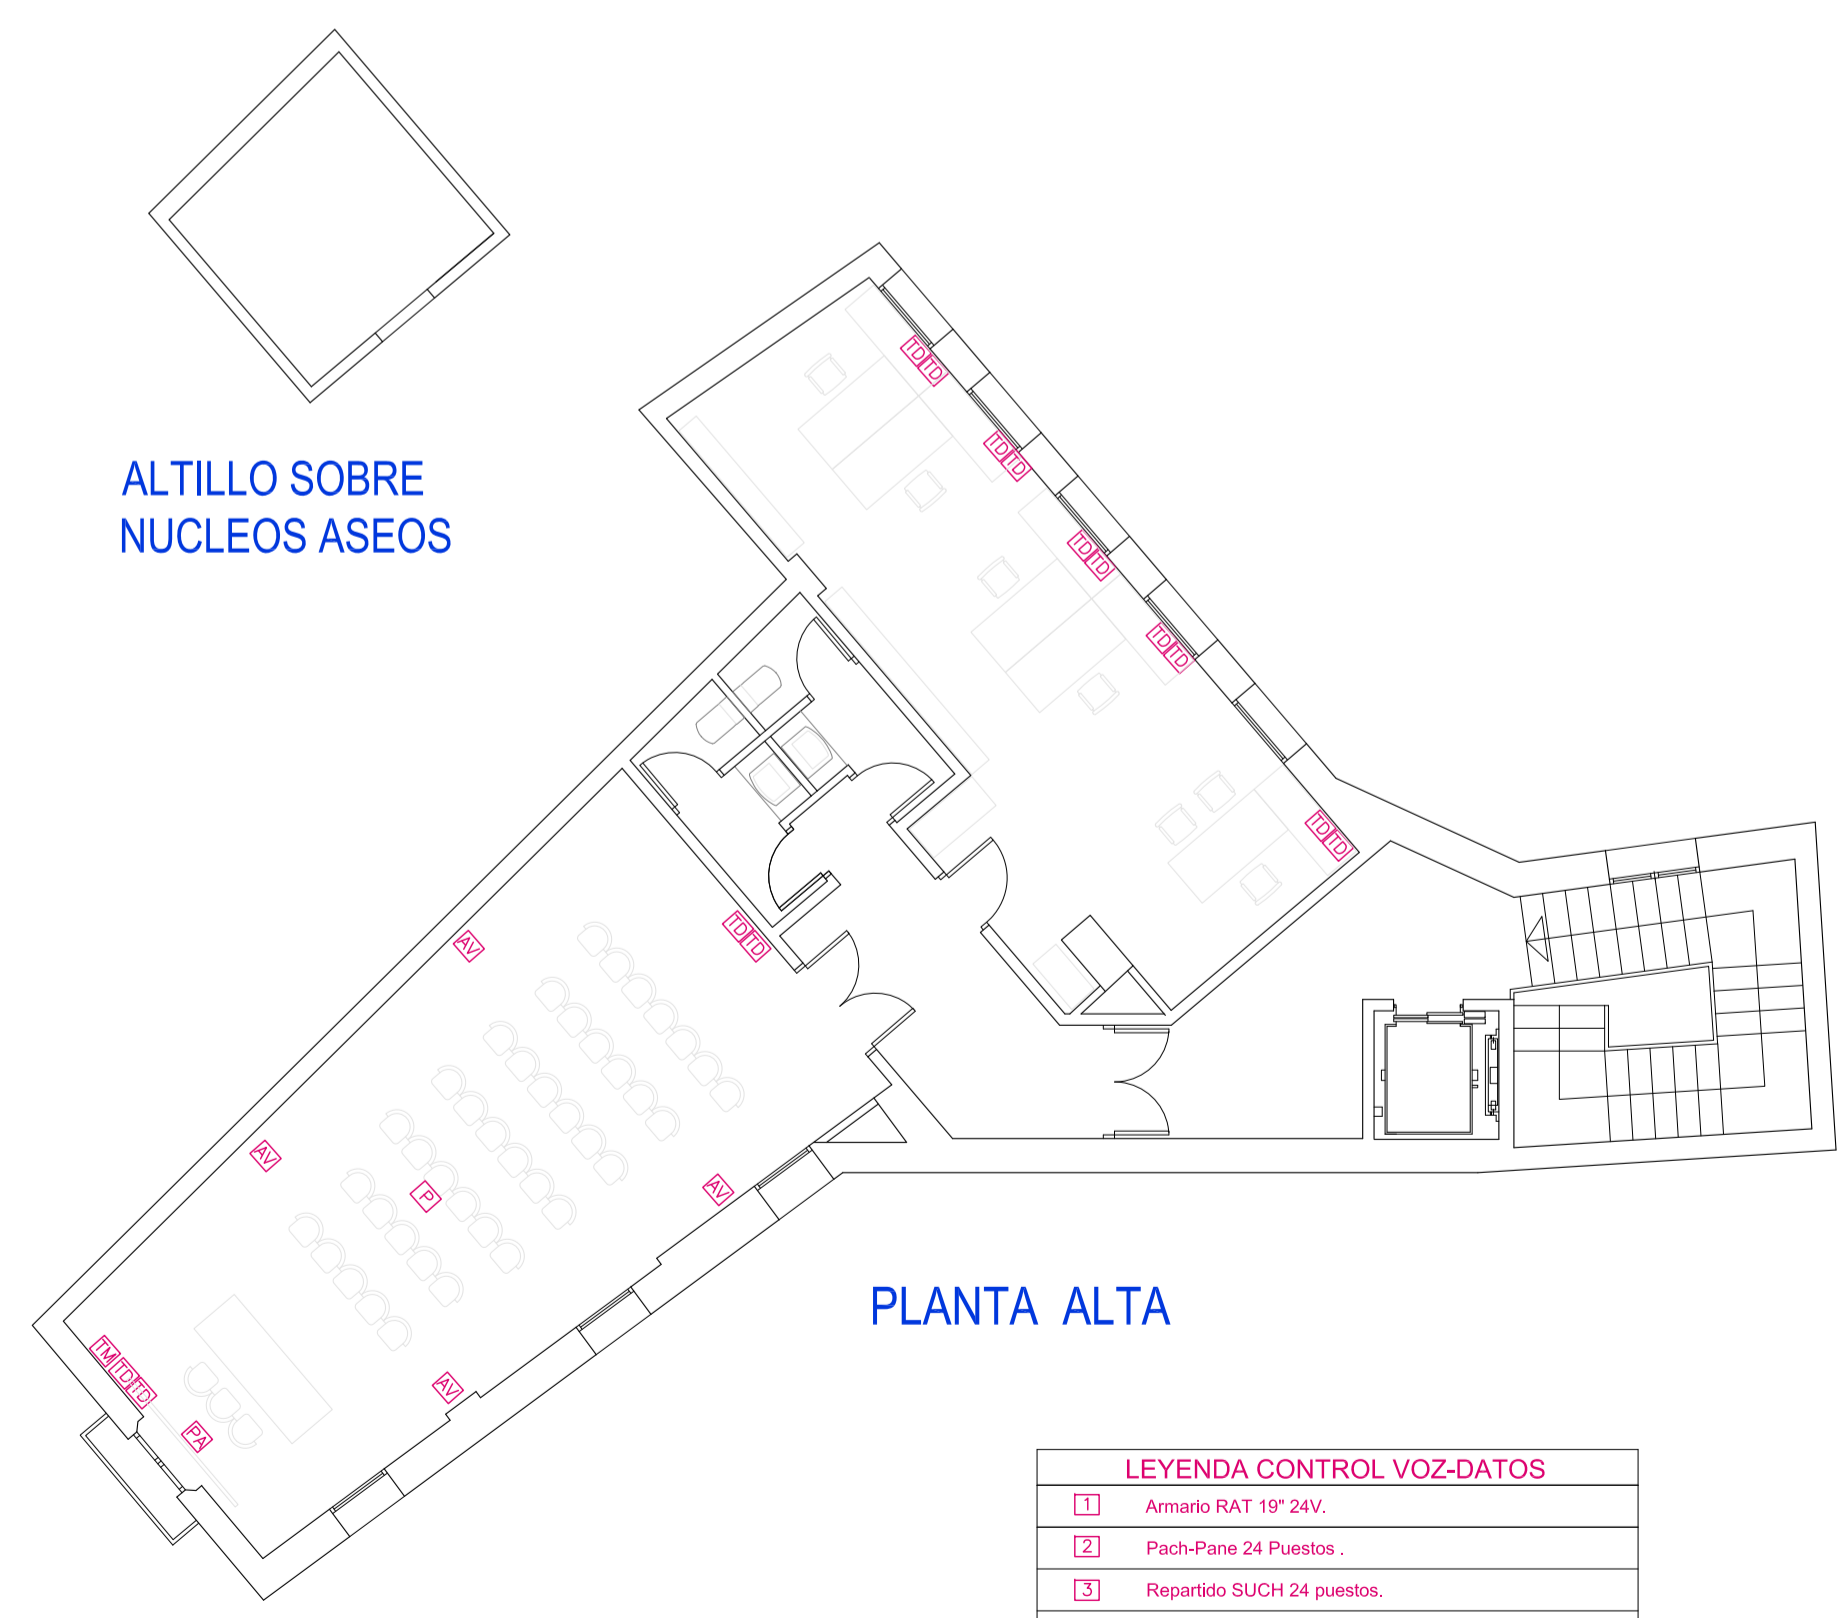 ALTILLO SOBRE
NUCLEOS ASEOS
TD TD
TD TD
TD TD
TD TD
TD TD
TD TD
AV
AV
P
AV
AV
TM TD TD
PA
PLANTA ALTA
LEYENDA CONTROL VOZ-DATOS
1 Armario RAT 19" 24V.
2 Pach-Pane 24 Puestos .
3 Repartido SUCH 24 puestos.